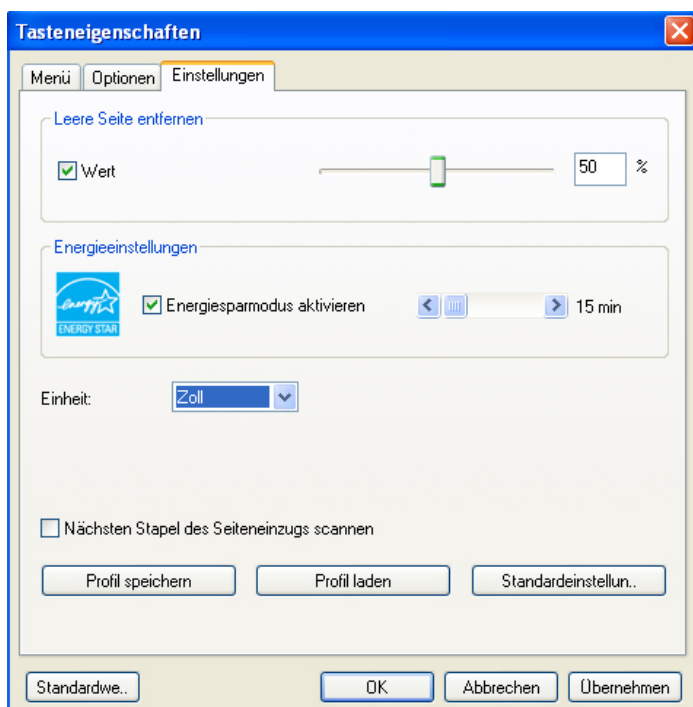 Tasteneigenschaften
Menü Optionen Einstellungen
Leere Seite entfernen
Wert 50 %
Energieeinstellungen
energy
ENERGY STAR
Energiesparmodus aktivieren 15 min
Einheit: Zoll
Nächsten Stapel des Seiteneinzugs scannen
Profil speichern Profil laden Standardeinstellun..
Standardwe.. OK Abbrechen Übernehmen